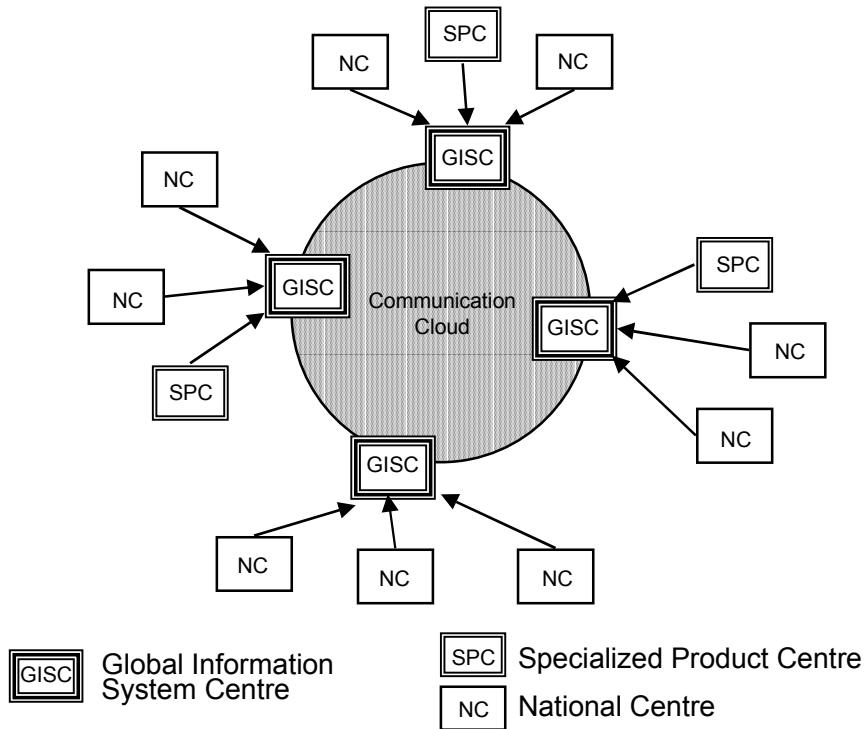 SPC
NC
NC
GISC
NC
SPC
NC
GISC
Communication
Cloud
GISC
NC
SPC
NC
GISC
NC
NC
NC
GISC
Global Information
System Centre
SPC
Specialized Product Centre
NC
National Centre